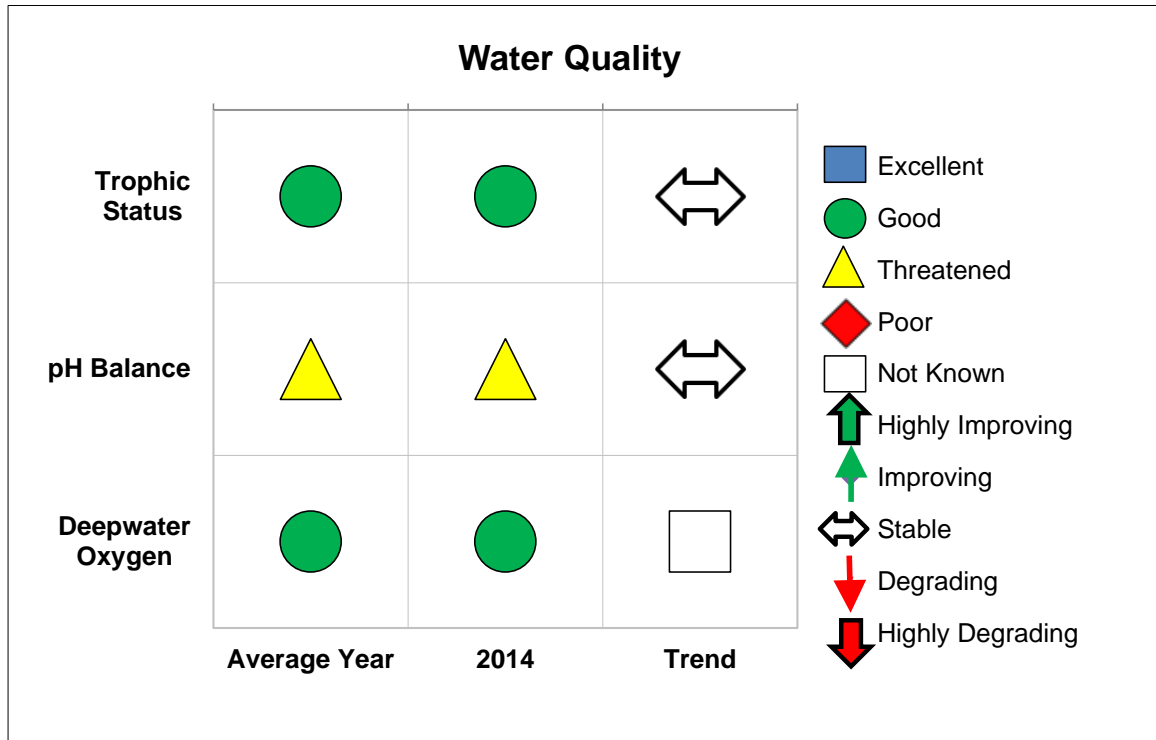 Water Quality
Trophic
Status
pH Balance
Deepwater
Oxygen
Average Year
2014
Trend
Excellent
Good
Threatened
Poor
Not Known
Highly Improving
Improving
Stable
Degrading
Highly Degrading